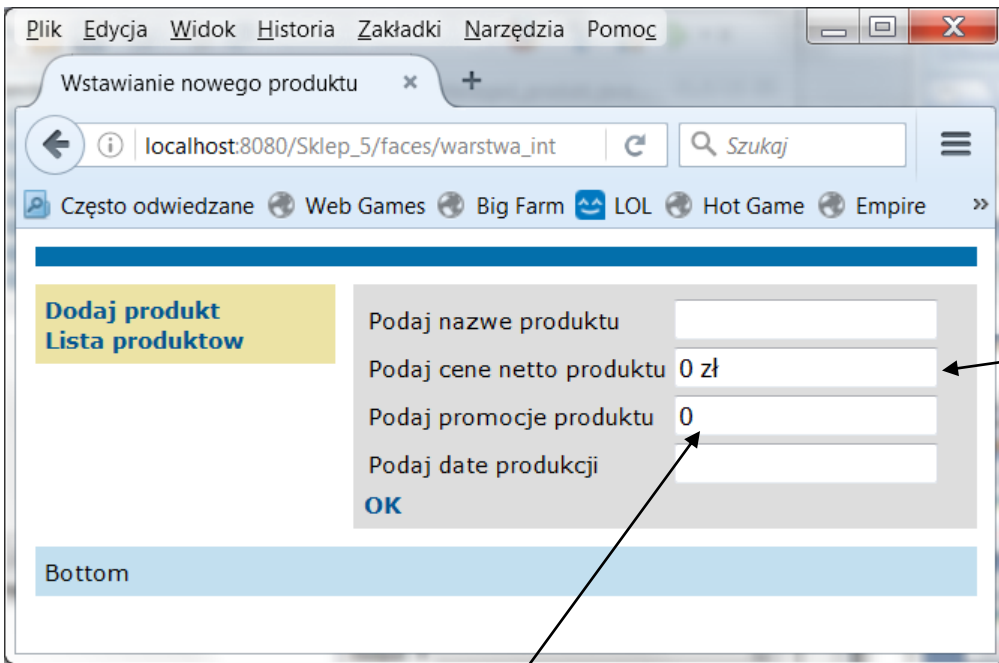 Plik Edycja Widok Historia Zakładki Narzędzia Pomoc
Wstawianie nowego produktu × +
localhost:8080/Sklep_5/faces/warstwa_int Szukaj
Często odwiedzane Web Games Big Farm LOL Hot Game Empire »
Dodaj produkt
Lista produktow
Podaj nazwe produktu
Podaj cene netto produktu 0 zł
Podaj promocje produktu 0
Podaj date produkcji
OK
Bottom